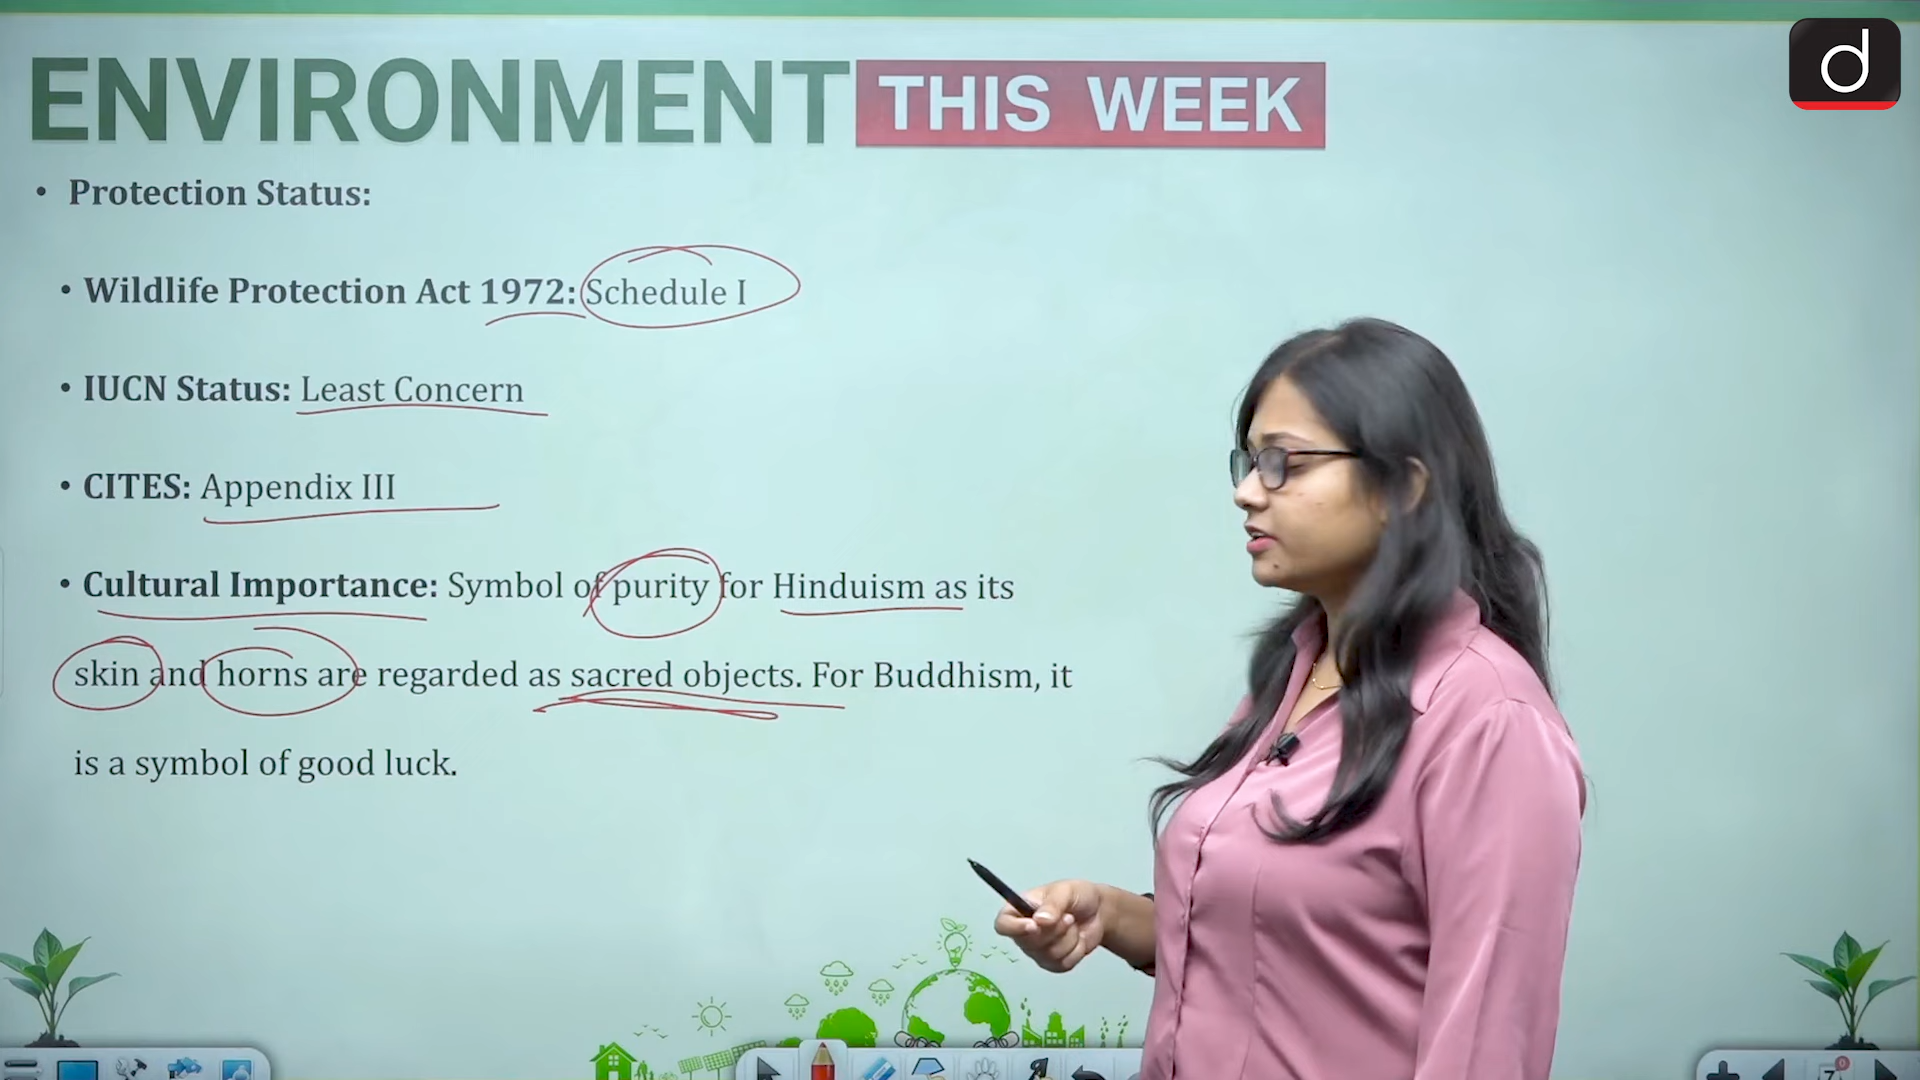 ENVIRONMENT THIS WEEK
d
• Protection Status:
• Wildlife Protection Act 1972: Schedule I
• IUCN Status: Least Concern
• CITES: Appendix III
• Cultural Importance: Symbol of purity for Hinduism as its
skin and horns are regarded as sacred objects. For Buddhism, it
is a symbol of good luck.
7
0